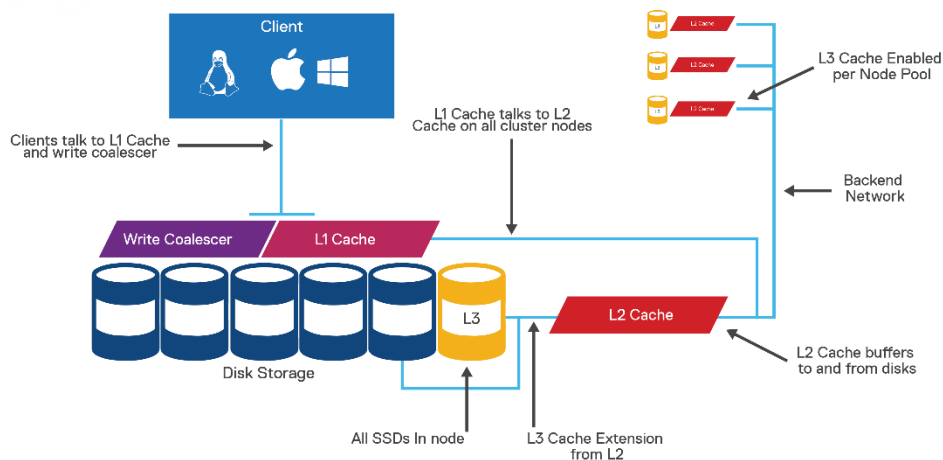 Client
L3
L2 Cache
L2 Cache
L3 Cache Enabled
per Node Pool
L2 Cache
L1 Cache talks to L2
Cache on all cluster nodes
Clients talk to L1 Cache
and write coalescer
Backend
Network
Write Coalescer
L1 Cache
L3
L2 Cache
Disk Storage
L2 Cache buffers
to and from disks
All SSDs In node
L3 Cache Extension
from L2